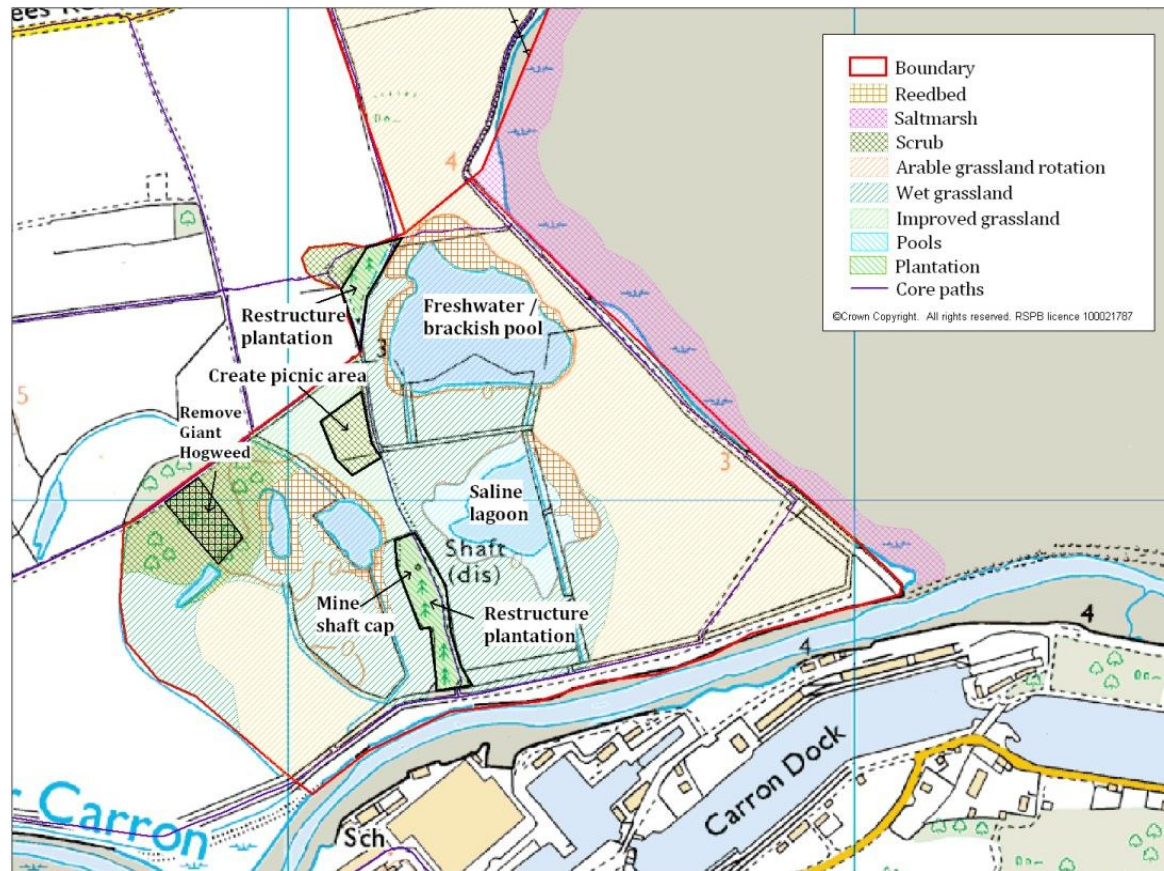 ees R
Boundary
Reedbed
Saltmarsh
Scrub
Arable grassland rotation
Wet grassland
Improved grassland
Pools
Plantation
Core paths
©Crown Copyright. All rights reserved. RSPB licence 100021787
4
Restructure
plantation
Freshwater /
brackish pool
3
Create picnic area
5
Remove
Giant
Hogweed
3
Saline
lagoon
Shaft
(dis)
Mine
shaft cap
Restructure
plantation
4
4
r Carron
Sch
Carron Dock